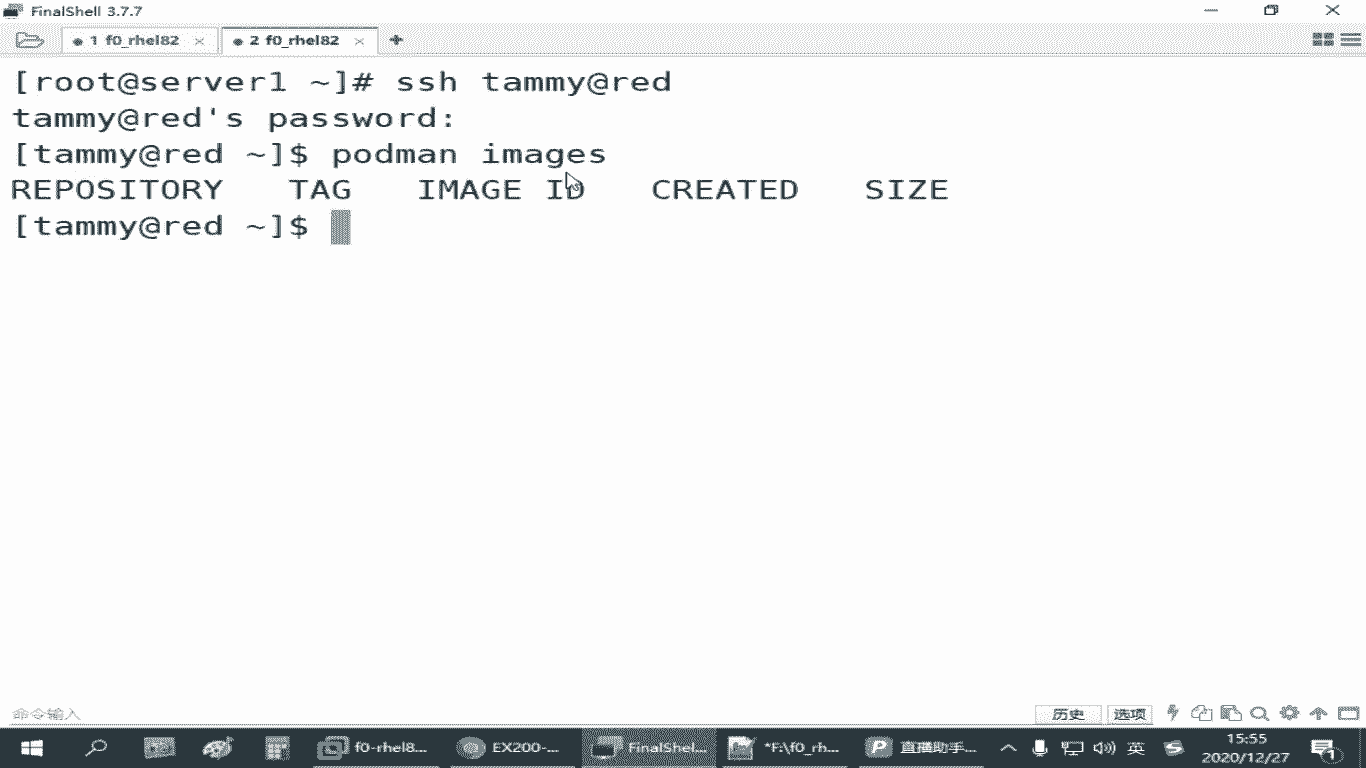 FinalShell 3.7.7
1 f0_rhel82
2 f0_rhel82
[root@server1 ~]# ssh tammy@red
tammy@red's password:
[tammy@red ~]$ podman images
REPOSITORY   TAG   IMAGE ID   CREATED   SIZE
[tammy@red ~]$
命令输入
历史 选项
f0-rhel8... EX200-... FinalShel... *F:\f0_rh... 直播助手... 英 15:55
2020/12/27
1